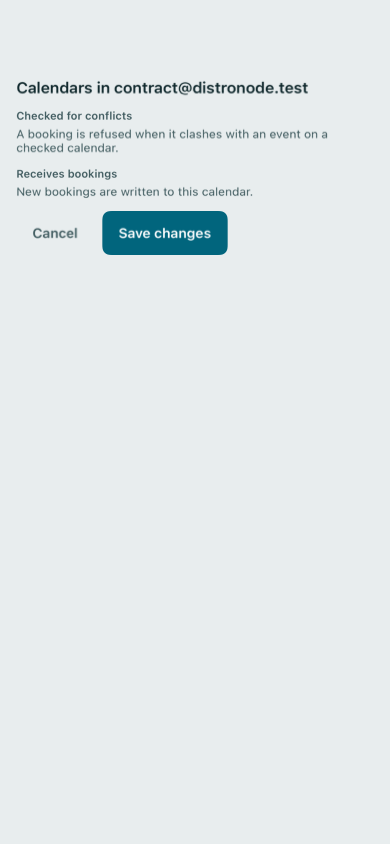 Calendars in contract@distronode.test
Checked for conflicts
A booking is refused when it clashes with an event on a
checked calendar.
Receives bookings
New bookings are written to this calendar.
Cancel
Save changes